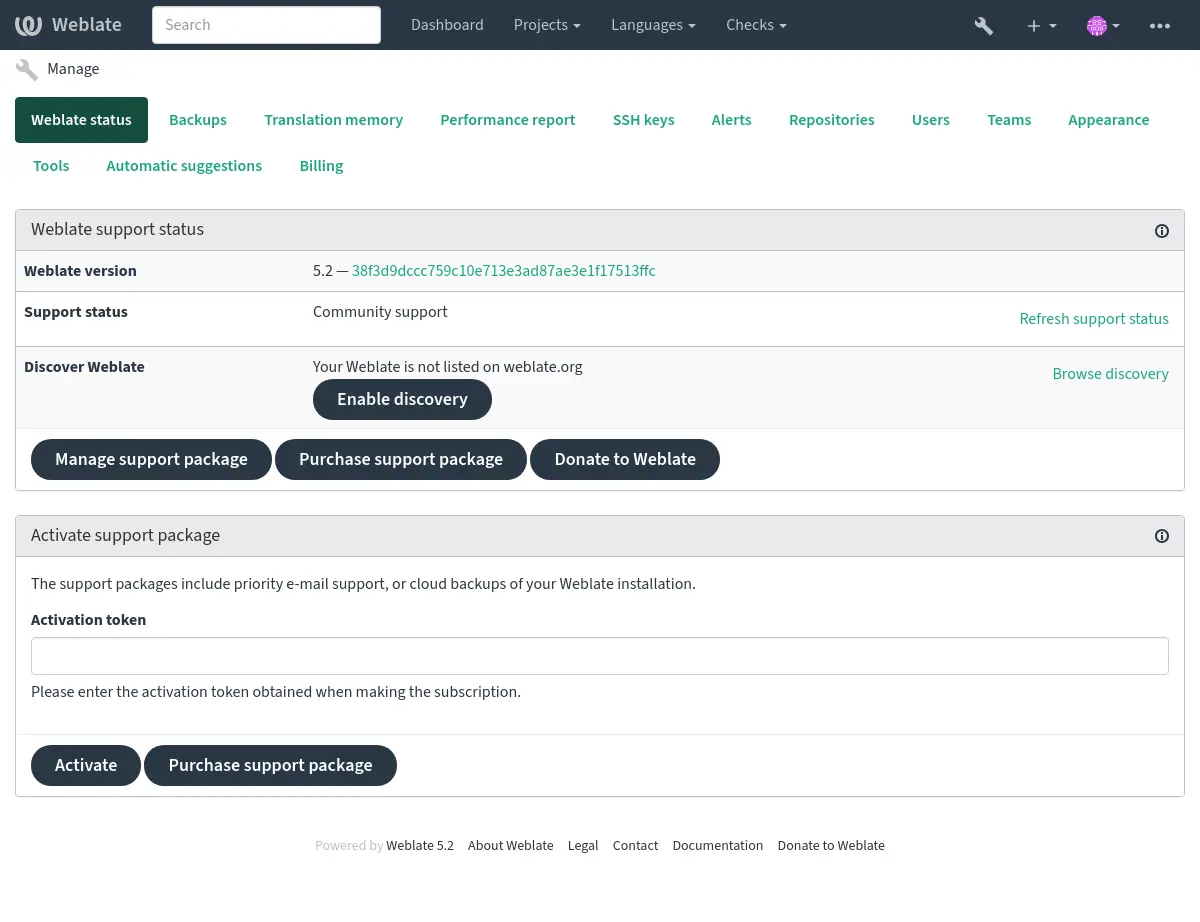 Weblate Search Dashboard Projects Languages Checks
Manage
Weblate status Backups Translation memory Performance report SSH keys Alerts Repositories Users Teams Appearance
Tools Automatic suggestions Billing
Weblate support status
Weblate version 5.2 — 38f3d9dccc759c10e713e3ad87ae3e1f17513ffc
Support status Community support Refresh support status
Discover Weblate Your Weblate is not listed on weblate.org Browse discovery
Enable discovery
Manage support package Purchase support package Donate to Weblate
Activate support package
The support packages include priority e-mail support, or cloud backups of your Weblate installation.
Activation token
Please enter the activation token obtained when making the subscription.
Activate Purchase support package
Powered by Weblate 5.2 About Weblate Legal Contact Documentation Donate to Weblate